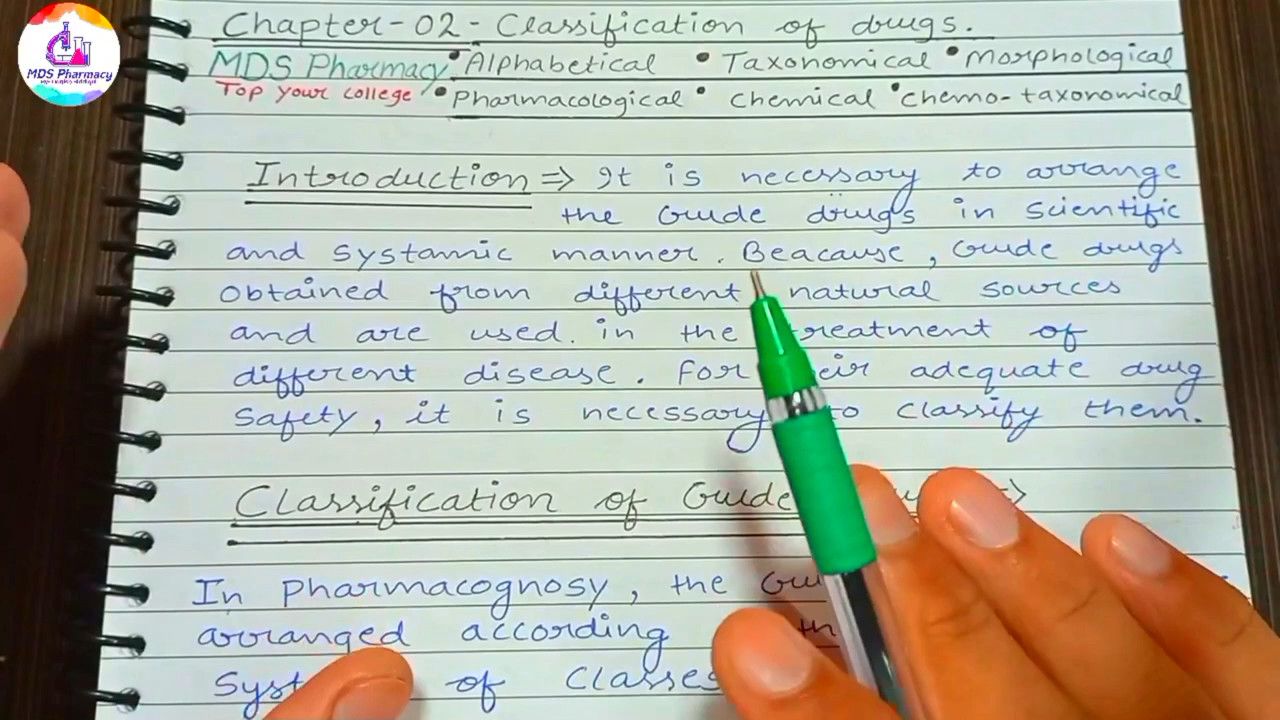 Chapter-02 - Classification of drugs.
MDS Pharmacy • Alphabetical • Taxonomical • Morphological
Top your college • Pharmacological • chemical • chemo-taxonomical
MDS Pharmacy
Introduction => It is necessary to arrange
the crude drugs in scientific
and systamic manner. Beacause, crude drugs
obtained from different natural sources
and are used in the treatment of
different disease. For adequate drug
safety, it is necessary to classify them.
Classification of Crude =>
In Pharmacognosy, the
arranged according
of classes